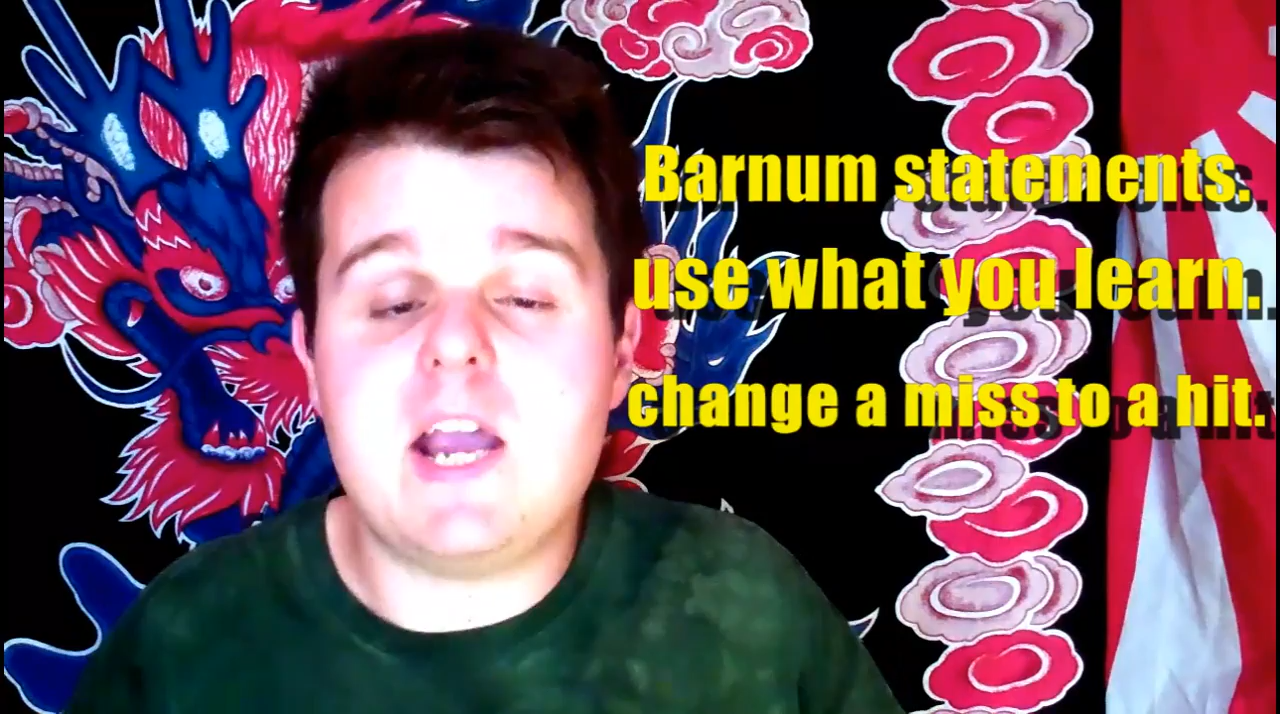 Barnum statements.
use what you learn.
change a miss to a hit.